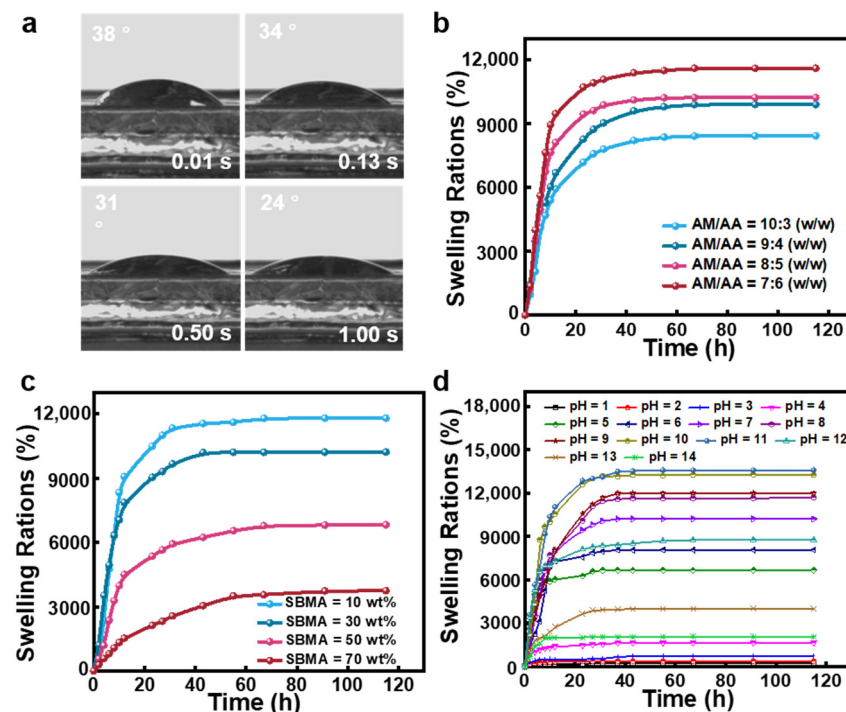 a
38 °
34 °
0.01 s
0.13 s
31
°
24 °
0.50 s
1.00 s
b
Swelling Rations (%)
12,000
9000
6000
3000
0
AM/AA = 10:3 (w/w)
AM/AA = 9:4 (w/w)
AM/AA = 8:5 (w/w)
AM/AA = 7:6 (w/w)
0 20 40 60 80 100 120
Time (h)
c
Swelling Rations (%)
12,000
9000
6000
3000
0
SBMA = 10 wt%
SBMA = 30 wt%
SBMA = 50 wt%
SBMA = 70 wt%
0 20 40 60 80 100 120
Time (h)
d
Swelling Rations (%)
18,000
15,000
12,000
9000
6000
3000
0
pH = 1 pH = 2 pH = 3 pH = 4
pH = 5 pH = 6 pH = 7 pH = 8
pH = 9 pH = 10 pH = 11 pH = 12
pH = 13 pH = 14
0 20 40 60 80 100 120
Time (h)